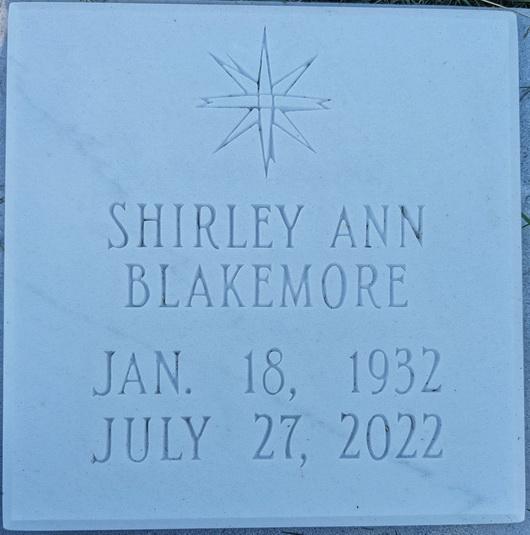 SHIRLEY ANN
BLAKEMORE
JAN. 18, 1932
JULY 27, 2022